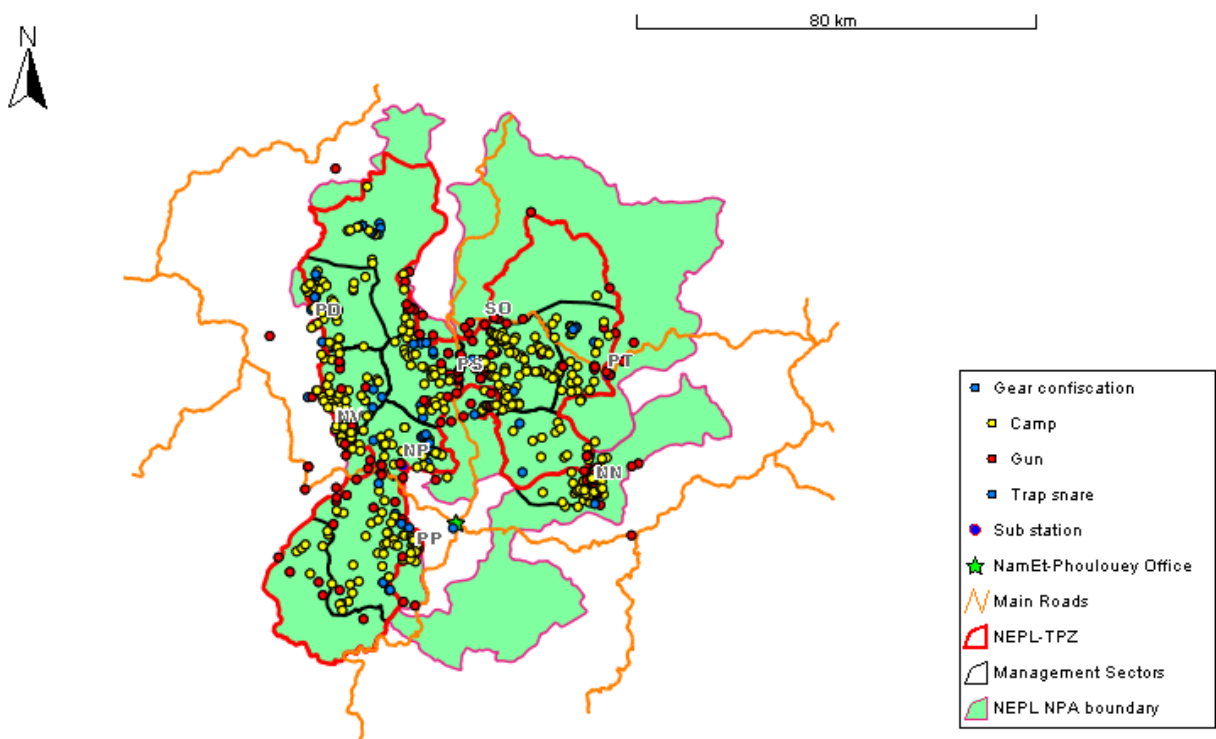 80 km
N
SO
PD
PS
PT
NV
NP
NN
PP
Gear confiscation
Camp
Gun
Trap snare
Sub station
NamEt-Phoulouey Office
Main Roads
NEPL-TPZ
Management Sectors
NEPL NPA boundary